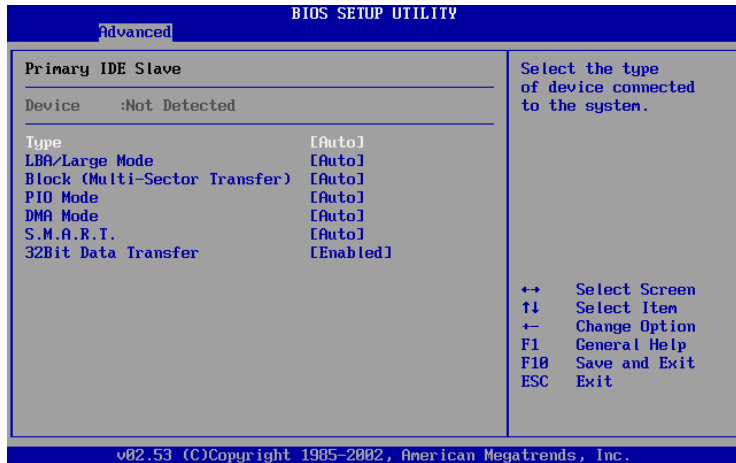 BIOS SETUP UTILITY
Advanced
Primary IDE Slave
Device :Not Detected
Type [Auto]
LBA/Large Mode [Auto]
Block (Multi-Sector Transfer) [Auto]
PIO Mode [Auto]
DMA Mode [Auto]
S.M.A.R.T. [Auto]
32Bit Data Transfer [Enabled]
Select the type
of device connected
to the system.
←→ Select Screen
↑↓ Select Item
+- Change Option
F1 General Help
F10 Save and Exit
ESC Exit
v02.53 (C)Copyright 1985-2002, American Megatrends, Inc.